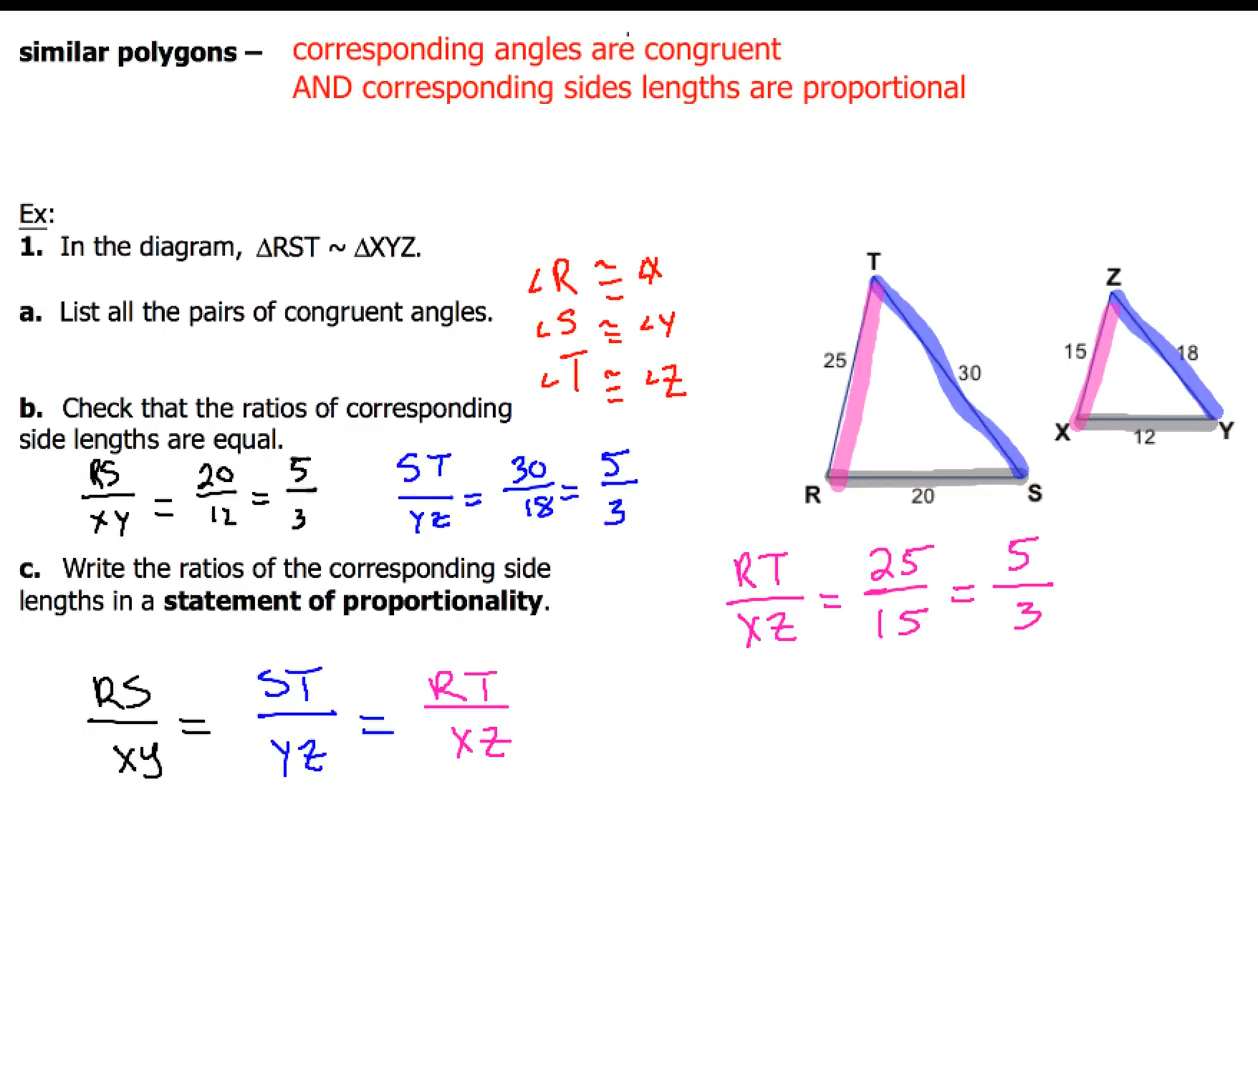 similar polygons – corresponding angles are congruent
AND corresponding sides lengths are proportional
Ex:
1. In the diagram, ΔRST ~ ΔXYZ.
a. List all the pairs of congruent angles.
∠R ≅ ∠X
∠S ≅ ∠Y
∠T ≅ ∠Z
b. Check that the ratios of corresponding
side lengths are equal.
RS/XY = 20/12 = 5/3
ST/YZ = 30/18 = 5/3
c. Write the ratios of the corresponding side
lengths in a statement of proportionality.
RS/XY = ST/YZ = RT/XZ
T
25
30
R
20
S
Z
15
18
X
12
Y
RT/XZ = 25/15 = 5/3